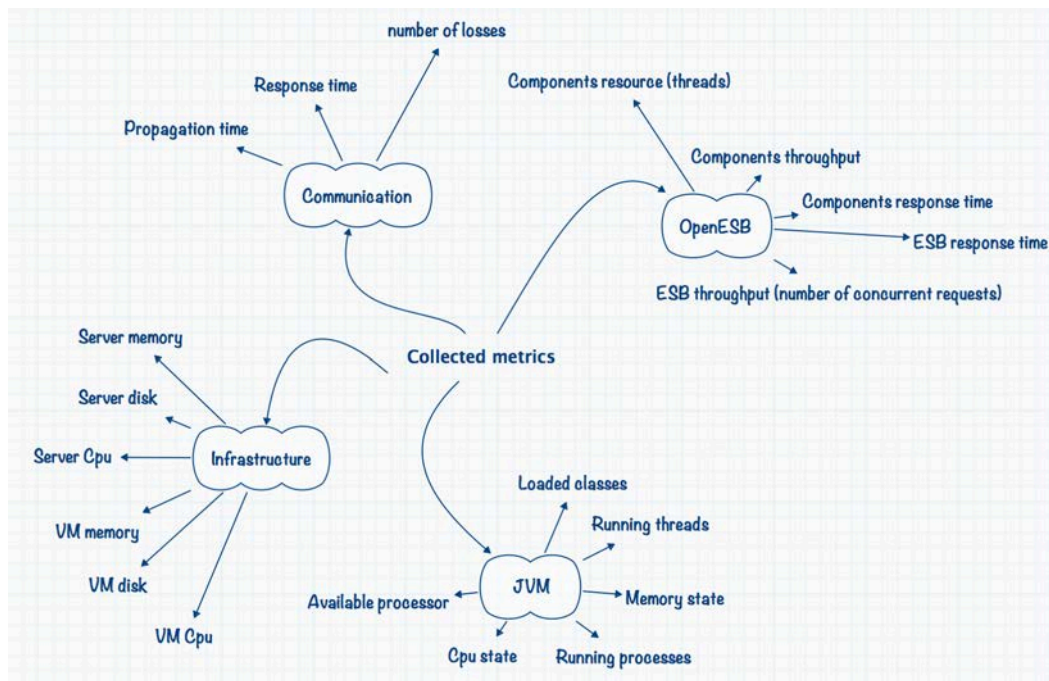 number of losses
Response time
Propagation time
Communication
Components resource (threads)
Components throughput
Components response time
OpenESB
ESB response time
ESB throughput (number of concurrent requests)
Collected metrics
Server memory
Server disk
Server Cpu
Infrastructure
VM memory
VM disk
VM Cpu
Loaded classes
Running threads
JVM
Available processor
Memory state
Cpu state
Running processes